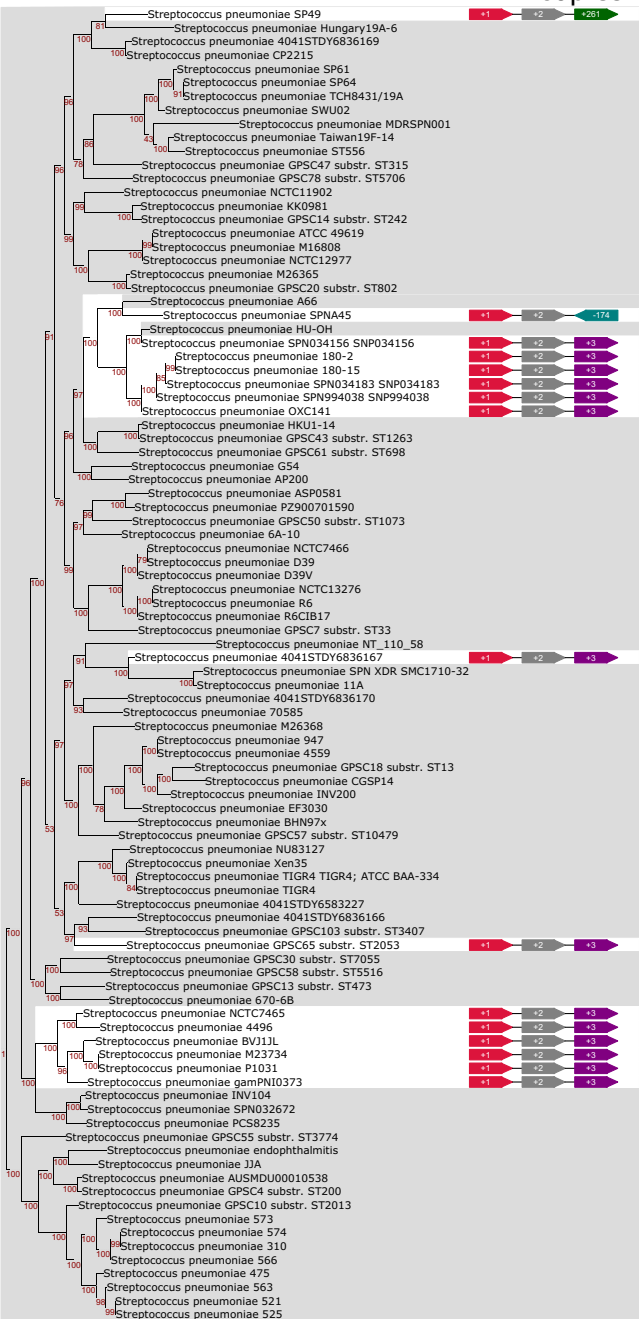 Streptococcus pneumoniae SP49 +1 +2 +261
81 Streptococcus pneumoniae Hungary19A-6
Streptococcus pneumoniae 4041STDY6836169
100 Streptococcus pneumoniae CP2215
Streptococcus pneumoniae SP61
100 Streptococcus pneumoniae SP64
91 Streptococcus pneumoniae TCH8431/19A
96 100 Streptococcus pneumoniae SWU02
Streptococcus pneumoniae MDRSPN001
86 43 Streptococcus pneumoniae Taiwan19F-14
100 Streptococcus pneumoniae ST556
78 Streptococcus pneumoniae GPSC47 substr. ST315
96 Streptococcus pneumoniae GPSC78 substr. ST5706
Streptococcus pneumoniae NCTC11902
99 Streptococcus pneumoniae KK0981
100 Streptococcus pneumoniae GPSC14 substr. ST242
99 Streptococcus pneumoniae ATCC 49619
99 Streptococcus pneumoniae M16808
100 100 Streptococcus pneumoniae NCTC12977
Streptococcus pneumoniae M26365
100 Streptococcus pneumoniae GPSC20 substr. ST802
Streptococcus pneumoniae A66
100 Streptococcus pneumoniae SPNA45 +1 +2 -174
Streptococcus pneumoniae HU-OH
91 100 100 Streptococcus pneumoniae SPN034156 SNP034156 +1 +2 +3
Streptococcus pneumoniae 180-2 +1 +2 +3
100 99 Streptococcus pneumoniae 180-15 +1 +2 +3
85 Streptococcus pneumoniae SPN034183 SNP034183 +1 +2 +3
97 100 100 Streptococcus pneumoniae SPN994038 SNP994038 +1 +2 +3
100 Streptococcus pneumoniae OXC141 +1 +2 +3
Streptococcus pneumoniae HKU1-14
96 100 Streptococcus pneumoniae GPSC43 substr. ST1263
100 Streptococcus pneumoniae GPSC61 substr. ST698
Streptococcus pneumoniae G54
100 Streptococcus pneumoniae AP200
Streptococcus pneumoniae ASP0581
76 100 Streptococcus pneumoniae PZ900701590
99 Streptococcus pneumoniae GPSC50 substr. ST1073
97 Streptococcus pneumoniae 6A-10
Streptococcus pneumoniae NCTC7466
79 Streptococcus pneumoniae D39
99 100 100 Streptococcus pneumoniae D39V
100 Streptococcus pneumoniae NCTC13276
100 Streptococcus pneumoniae R6
100 100 Streptococcus pneumoniae R6CIB17
Streptococcus pneumoniae GPSC7 substr. ST33
Streptococcus pneumoniae NT_110_58
91 Streptococcus pneumoniae 4041STDY6836167 +1 +2 +3
100 Streptococcus pneumoniae SPN XDR SMC1710-32
97 100 Streptococcus pneumoniae 11A
Streptococcus pneumoniae 4041STDY6836170
93 Streptococcus pneumoniae 70585
Streptococcus pneumoniae M26368
97 Streptococcus pneumoniae 947
100 Streptococcus pneumoniae 4559
100 Streptococcus pneumoniae GPSC18 substr. ST13
100 100 Streptococcus pneumoniae CGSP14
96 100 Streptococcus pneumoniae INV200
100 78 Streptococcus pneumoniae EF3030
Streptococcus pneumoniae BHN97x
53 100 Streptococcus pneumoniae GPSC57 substr. ST10479
Streptococcus pneumoniae NU83127
100 Streptococcus pneumoniae Xen35
100 Streptococcus pneumoniae TIGR4 TIGR4; ATCC BAA-334
100 84 Streptococcus pneumoniae TIGR4
53 Streptococcus pneumoniae 4041STDY6583227
Streptococcus pneumoniae 4041STDY6836166
100 93 Streptococcus pneumoniae GPSC103 substr. ST3407
97 Streptococcus pneumoniae GPSC65 substr. ST2053 +1 +2 +3
Streptococcus pneumoniae GPSC30 substr. ST7055
100 Streptococcus pneumoniae GPSC58 substr. ST5516
100 Streptococcus pneumoniae GPSC13 substr. ST473
100 100 Streptococcus pneumoniae 670-6B
Streptococcus pneumoniae NCTC7465 +1 +2 +3
100 Streptococcus pneumoniae 4496 +1 +2 +3
Streptococcus pneumoniae BVJ1JL +1 +2 +3
1 100 Streptococcus pneumoniae M23734 +1 +2 +3
96 100 Streptococcus pneumoniae P1031 +1 +2 +3
100 Streptococcus pneumoniae gamPNI0373 +1 +2 +3
Streptococcus pneumoniae INV104
100 Streptococcus pneumoniae SPN032672
100 Streptococcus pneumoniae PCS8235
Streptococcus pneumoniae GPSC55 substr. ST3774
Streptococcus pneumoniae endophthalmitis
100 Streptococcus pneumoniae JJA
100 100 Streptococcus pneumoniae AUSMDU00010538
100 Streptococcus pneumoniae GPSC4 substr. ST200
100 Streptococcus pneumoniae GPSC10 substr. ST2013
Streptococcus pneumoniae 573
Streptococcus pneumoniae 574
100 99 Streptococcus pneumoniae 310
100 100 Streptococcus pneumoniae 566
Streptococcus pneumoniae 475
100 Streptococcus pneumoniae 563
98 Streptococcus pneumoniae 521
99 Streptococcus pneumoniae 525